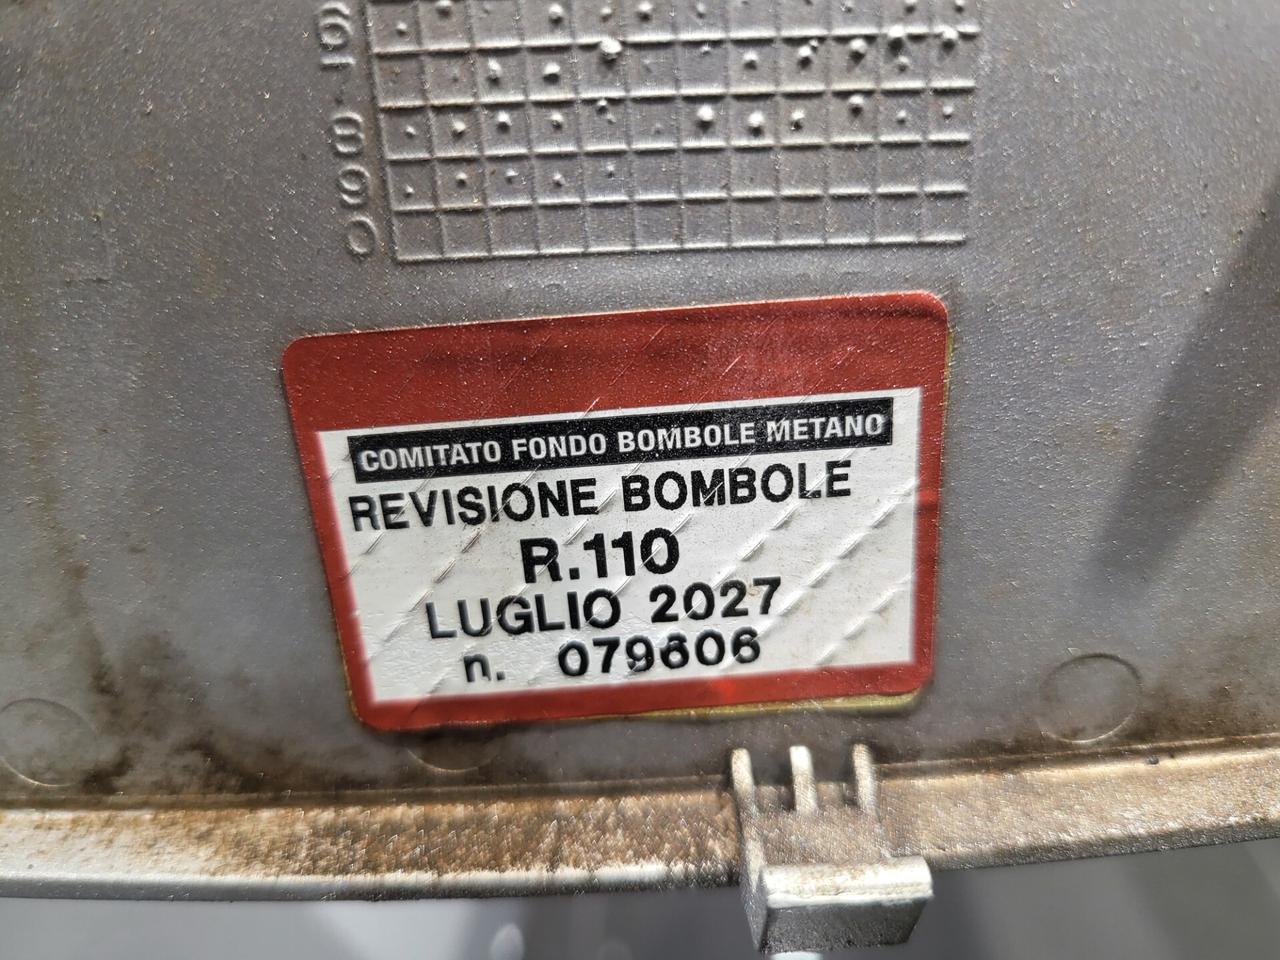 COMITATO FONDO BOMBOLE METANO
REVISIONE BOMBOLE
R.110
LUGLIO 2027
n. 079606